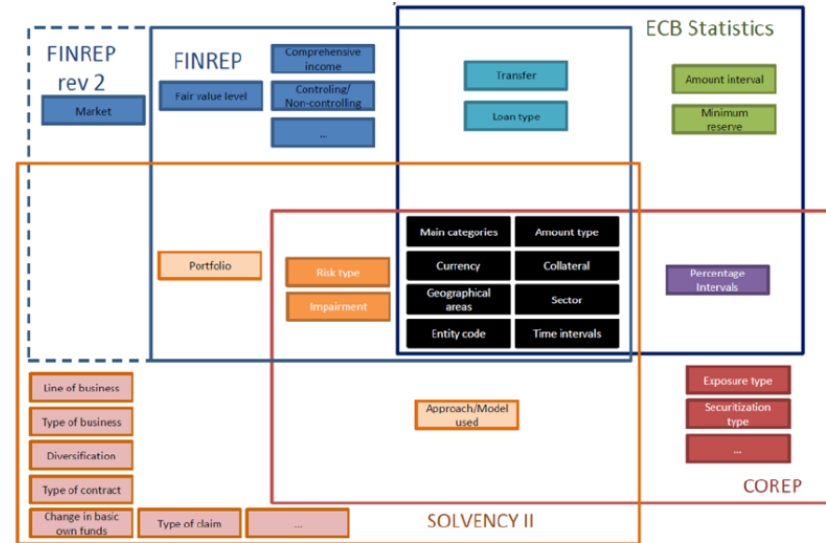 ECB Statistics
FINREP
rev 2
FINREP
Comprehensive
income
Transfer
Amount interval
Market
Fair value level
Controling/
Non-controlling
Loan type
Minimum
reserve
...
Main categories
Amount type
Portfolio
Risk type
Currency
Collateral
Percentage
Intervals
Impairment
Geographical
areas
Sector
Entity code
Time intervals
Line of business
Exposure type
Type of business
Approach/Model
used
Securitization
type
Diversification
...
Type of contract
COREP
Change in basic
own funds
Type of claim
...
SOLVENCY II